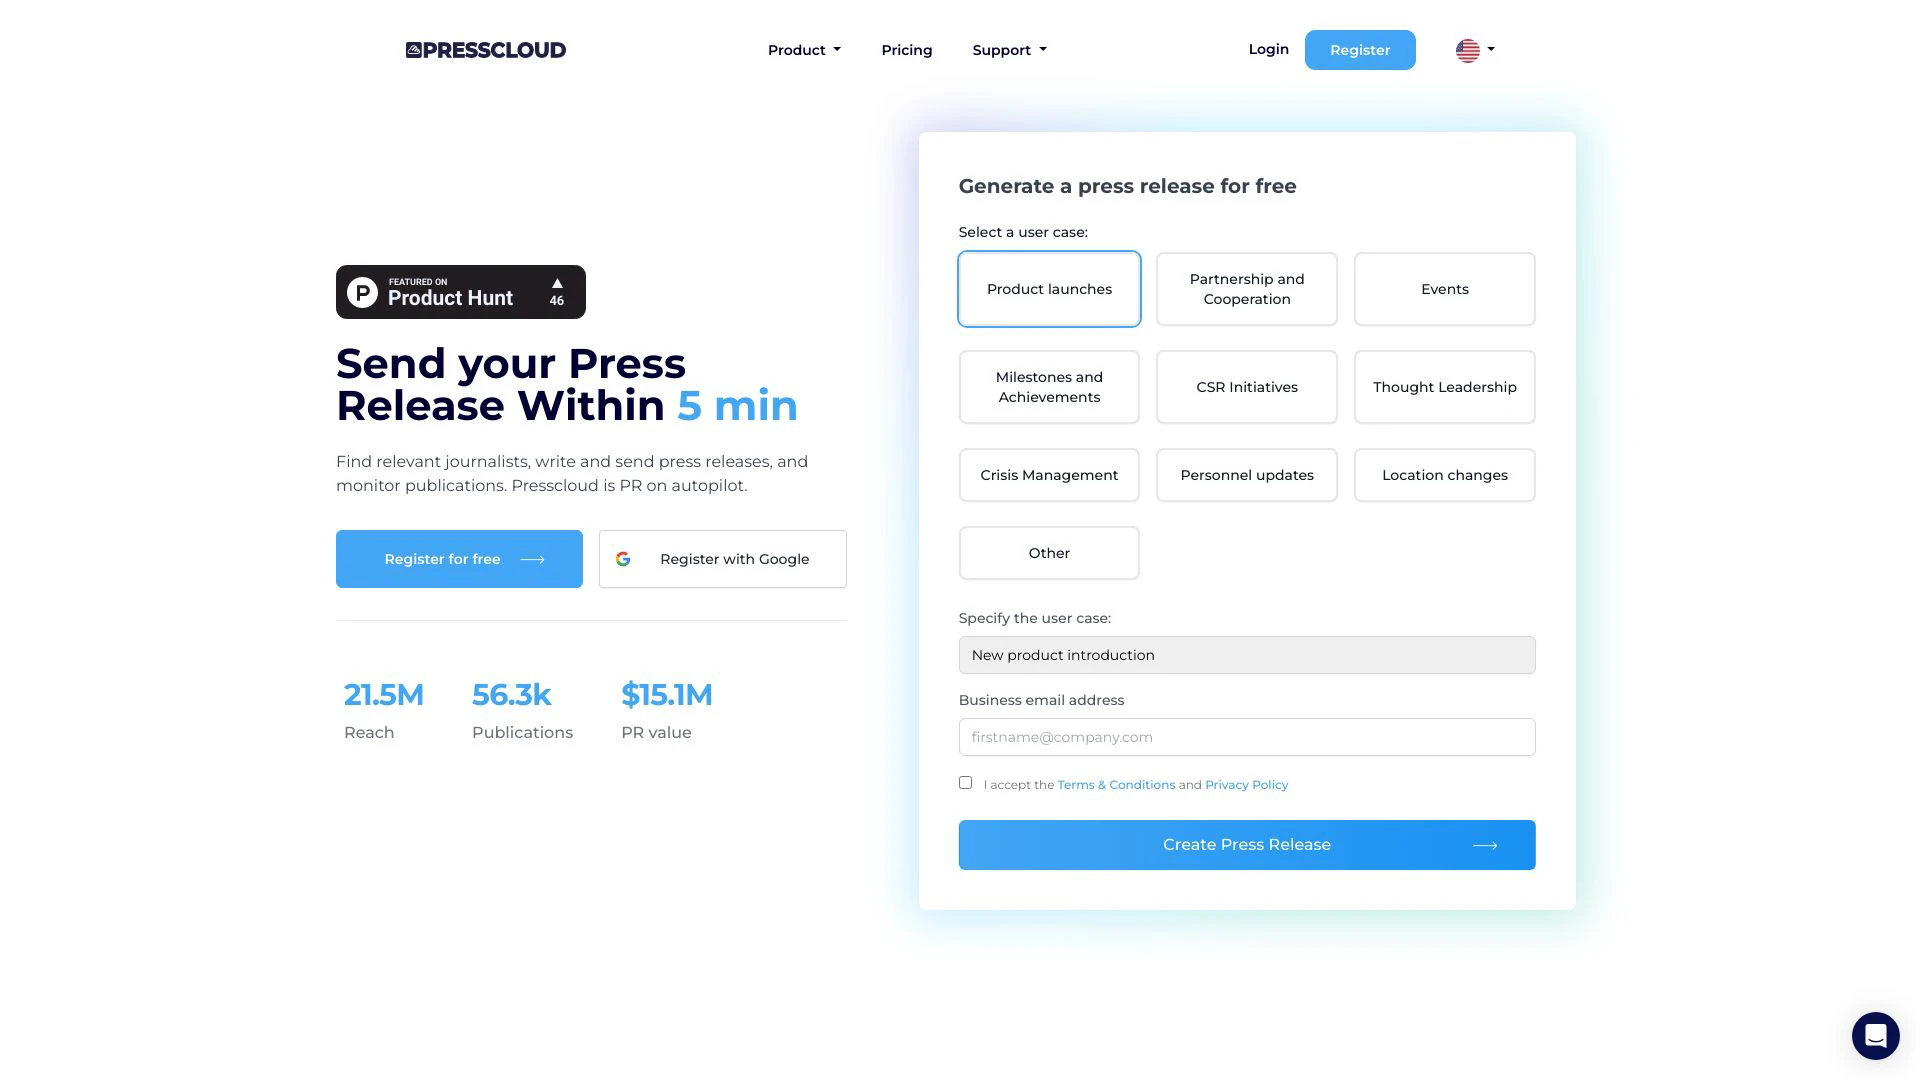 PRESSCLOUD
Product
Pricing
Support
Login
Register
FEATURED ON
Product Hunt
46
Send your Press
Release Within 5 min
Find relevant journalists, write and send press releases, and
monitor publications. Presscloud is PR on autopilot.
Register for free
Register with Google
21.5M
Reach
56.3k
Publications
$15.1M
PR value
Generate a press release for free
Select a user case:
Product launches
Partnership and
Cooperation
Events
Milestones and
Achievements
CSR Initiatives
Thought Leadership
Crisis Management
Personnel updates
Location changes
Other
Specify the user case:
New product introduction
Business email address
firstname@company.com
I accept the Terms & Conditions and Privacy Policy
Create Press Release